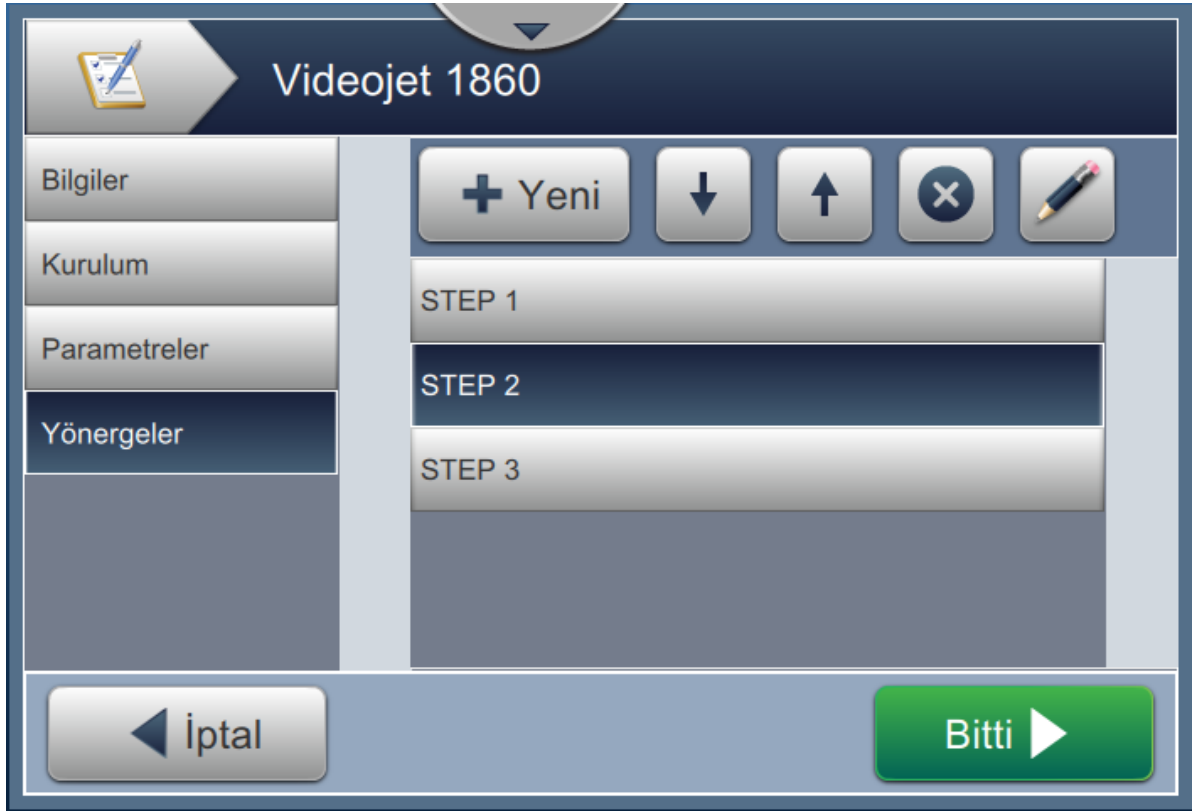 Videojet 1860
Bilgiler
Kurulum
Parametreler
Yönergeler
Yeni
STEP 1
STEP 2
STEP 3
İptal
Bitti